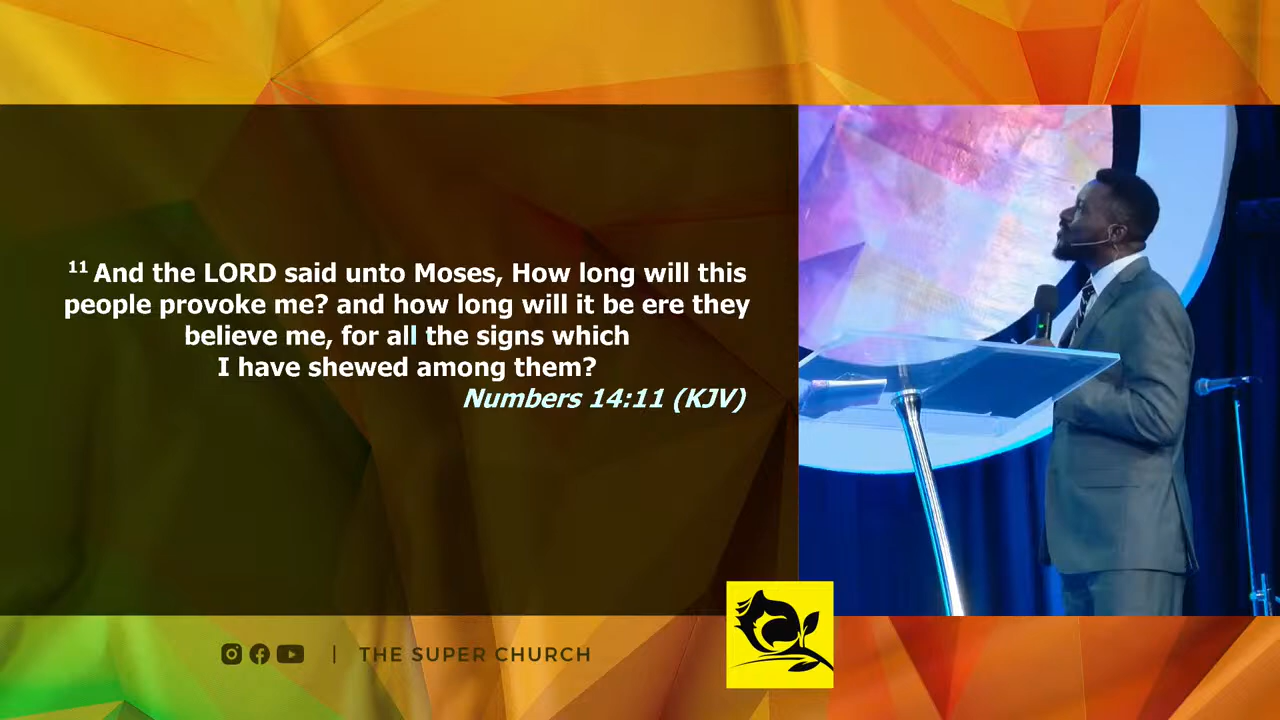 11 And the LORD said unto Moses, How long will this
people provoke me? and how long will it be ere they
believe me, for all the signs which
I have shewed among them?
Numbers 14:11 (KJV)
| THE SUPER CHURCH